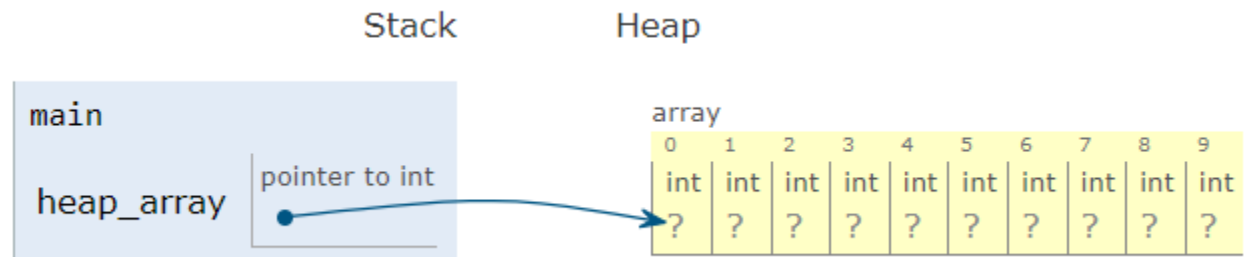 Stack Heap
main
array
0 1 2 3 4 5 6 7 8 9
pointer to int
int int int int int int int int int int
heap_array
? ? ? ? ? ? ? ? ? ?